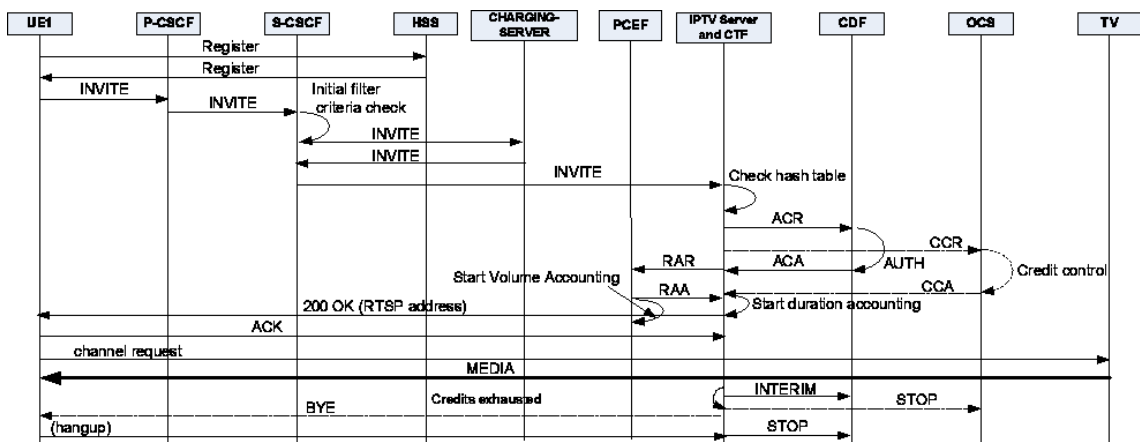 UE1
P-CSCF
S-CSCF
HSS
CHARGING-
SERVER
PCEF
IPTV Server
and CTF
CDF
OCS
TV
Register
Register
INVITE
INVITE
Initial filter
criteria check
INVITE
INVITE
INVITE
Check hash table
ACR
CCR
RAR
ACA
AUTH
Credit control
Start Volume Accounting
RAA
CCA
200 OK (RTSP address)
Start duration accounting
ACK
channel request
MEDIA
INTERIM
Credits exhausted
BYE
STOP
(hangup)
STOP